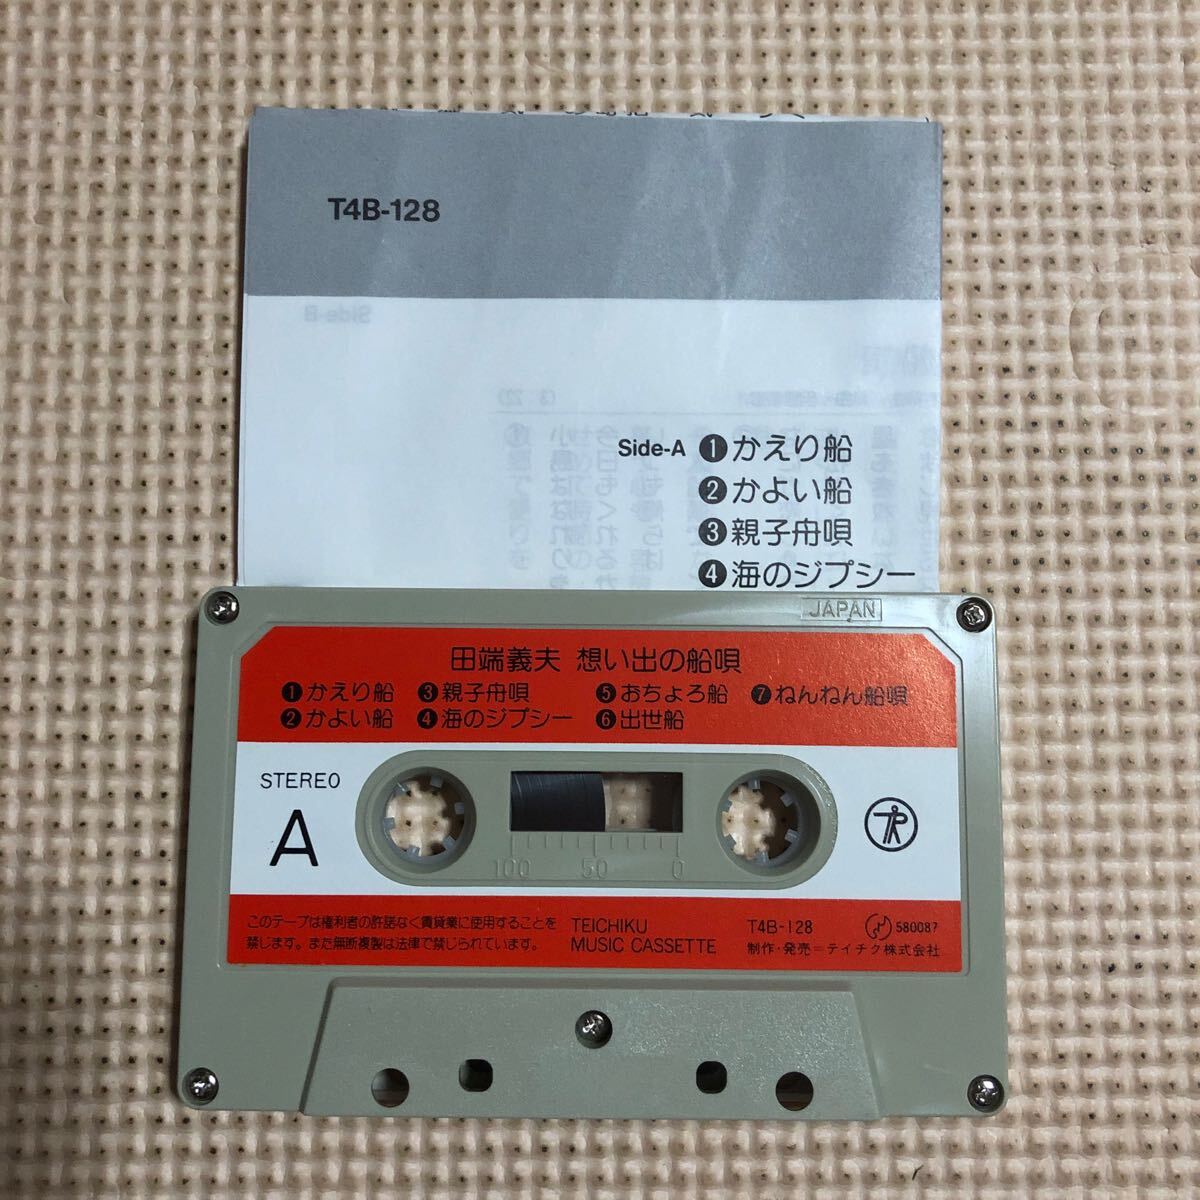 T4B-128
Side-A ❶かえり船
❷かよい船
❸親子舟唄
❹海のジプシー
JAPAN
田端義夫 想い出の船唄
❶かえり船 ❸親子舟唄 ❺おちょろ船 ❼ねんねん船唄
❷かよい船 ❹海のジプシー ❻出世船
STEREO
A
100 50 0
このテープは権利者の許諾なく賃貸業に使用することを
禁じます。また無断複製は法律で禁じられています。
TEICHIKU
MUSIC CASSETTE
T4B-128 580087
制作・発売＝テイチク株式会社